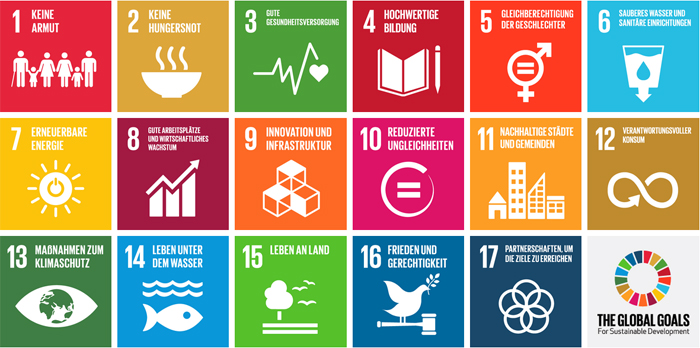 1 KEINE
ARMUT
2 KEINE
HUNGERSNOT
3 GUTE
GESUNDHEITSVERSORGUNG
4 HOCHWERTIGE
BILDUNG
5 GLEICHBERECHTIGUNG
DER GESCHLECHTER
6 SAUBERES WASSER UND
SANITÄRE EINRICHTUNGEN
7 ERNEUERBARE
ENERGIE
8 GUTE ARBEITSPLÄTZE
UND WIRTSCHAFTLICHES
WACHSTUM
9 INNOVATION UND
INFRASTRUKTUR
10 REDUZIERTE
UNGLEICHHEITEN
11 NACHHALTIGE STÄDTE
UND GEMEINDEN
12 VERANTWORTUNGSVOLLER
KONSUM
13 MAẞNAHMEN ZUM
KLIMASCHUTZ
14 LEBEN UNTER
DEM WASSER
15 LEBEN AN LAND
16 FRIEDEN UND
GERECHTIGKEIT
17 PARTNERSCHAFTEN, UM
DIE ZIELE ZU ERREICHEN
THE GLOBAL GOALS
For Sustainable Development